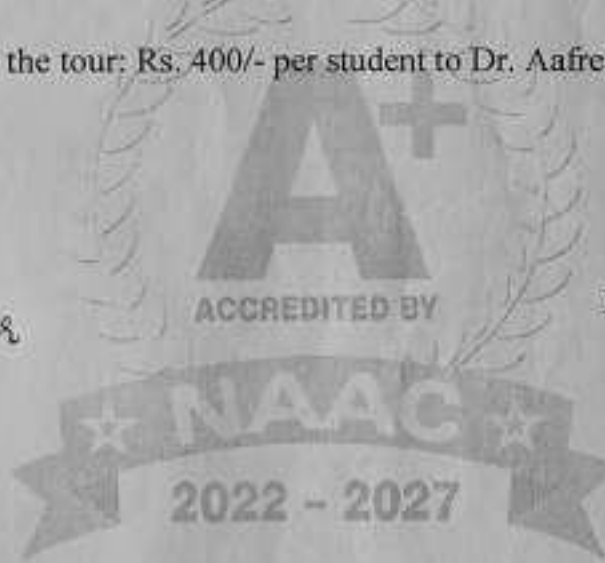 the tour: Rs. 400/- per student to Dr. Aafre
A+
ACCREDITED BY
NAAC
2022 - 2027